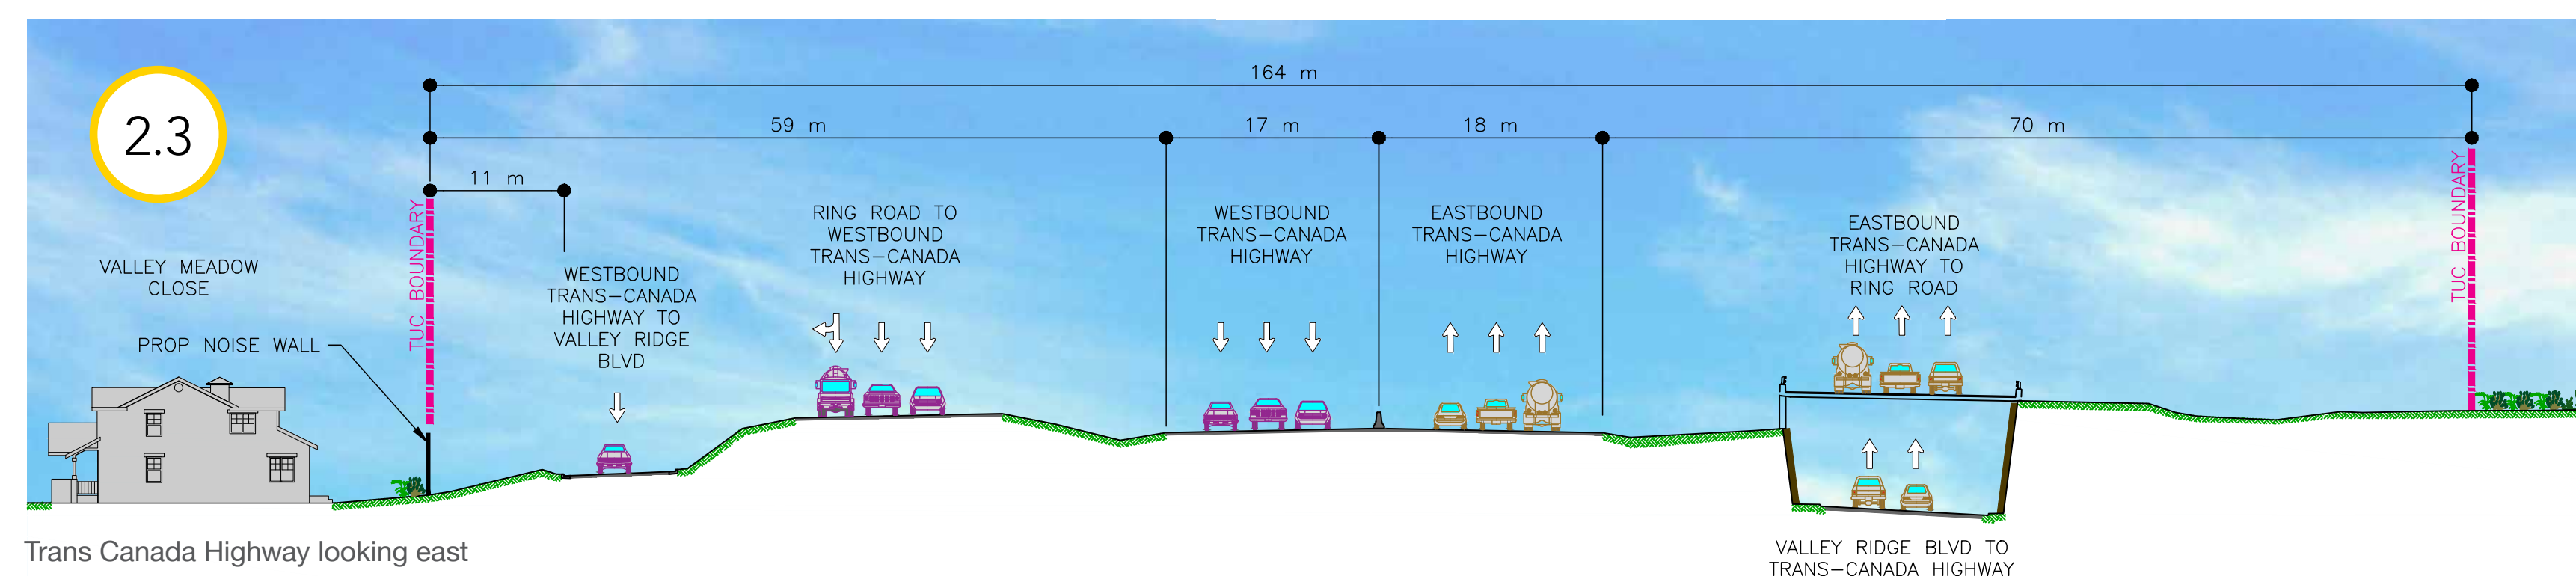 2.3
164 m
59 m
17 m
18 m
70 m
11 m
TUC BOUNDARY
VALLEY MEADOW
CLOSE
PROP NOISE WALL
WESTBOUND
TRANS-CANADA
HIGHWAY TO
VALLEY RIDGE
BLVD
RING ROAD TO
WESTBOUND
TRANS-CANADA
HIGHWAY
WESTBOUND
TRANS-CANADA
HIGHWAY
EASTBOUND
TRANS-CANADA
HIGHWAY
EASTBOUND
TRANS-CANADA
HIGHWAY TO
RING ROAD
TUC BOUNDARY
VALLEY RIDGE BLVD TO
TRANS-CANADA HIGHWAY
Trans Canada Highway looking east